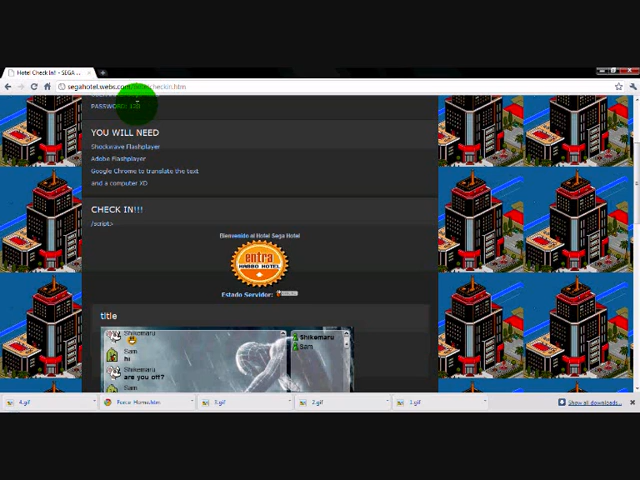 Hotel Check In! - SEGA ...
segahotel.webs.com/
checkin.htm
PASSWORD:
YOU WILL NEED
Shockwave Flashplayer
Adobe Flashplayer
Google Chrome to translate the text
and a computer XD
CHECK IN!!!
/script>
Bienvenido al Hotel Sega Hotel
entra
HABBO HOTEL
Estado Servidor:
title
Shikemaru
Sam
hi
Shikemaru
are you off?
Sam
Shikemaru
Sam
4.gif
3.gif
2.gif
1.gif
Show all downloads...